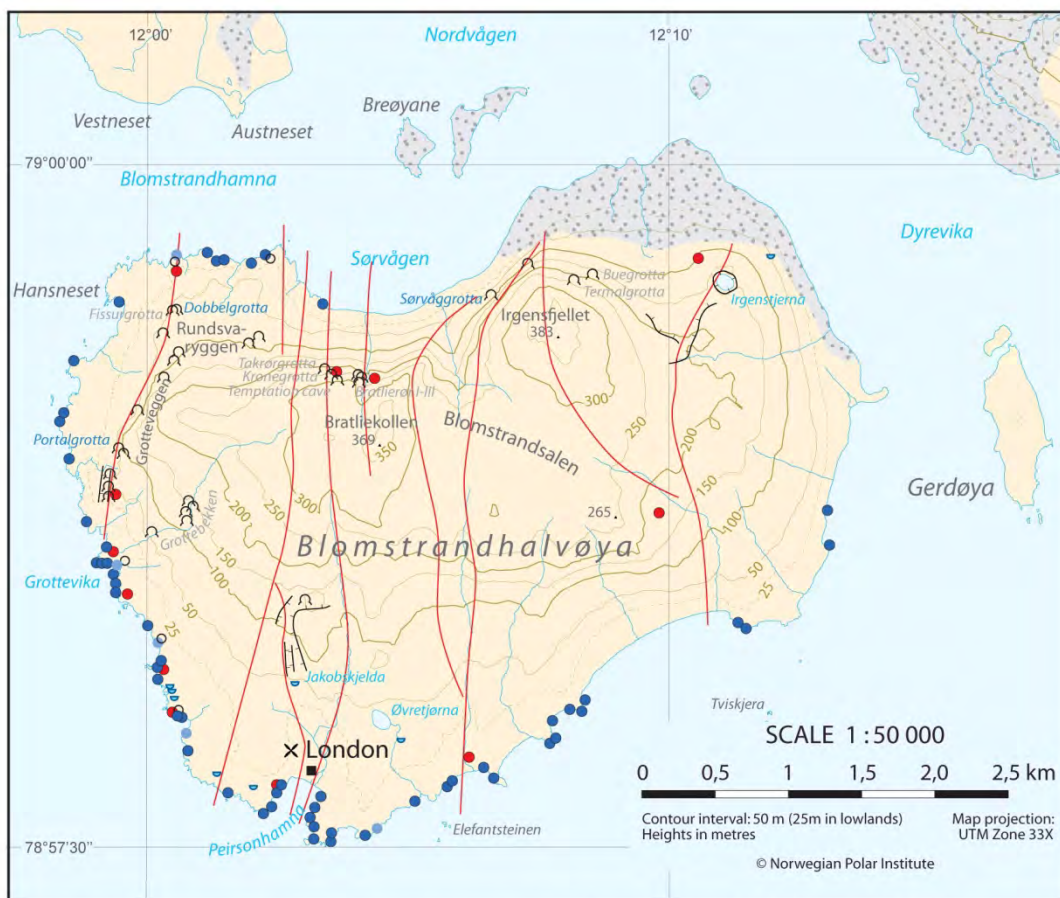 12°00'
12°10'
Nordvågen
Vestneset
Austneset
Breøyane
79°00'00"
Blomstrandhamna
Dyrevika
Sørvågen
Hansneset
Fissurgrotta
Dobbelgrotta
Rundsva-
ryggen
Sørvåggrotta
Buegrotta
Termalgrotta
Irgenstjerna
Irgensfjellet
383
Takrørgrotta
Kronegrotta
Temptation cave
Bratlierør I-III
300
Bratliekollen
369
350
Blomstrandsalen
250
200
150
100
Grotteveggen
Portalgrotta
Gerdøya
300
250
200
150
100
265
Grottebekken
Blomstrandhalvøya
Grottevika
50
25
50
25
Jakobskjelda
Øvretjørna
Tviskjera
London
Peirsonhamna
Elefantsteinen
78°57'30"
SCALE 1 : 50 000
0 0,5 1 1,5 2,0 2,5 km
Contour interval: 50 m (25m in lowlands)
Heights in metres
Map projection:
UTM Zone 33X
© Norwegian Polar Institute